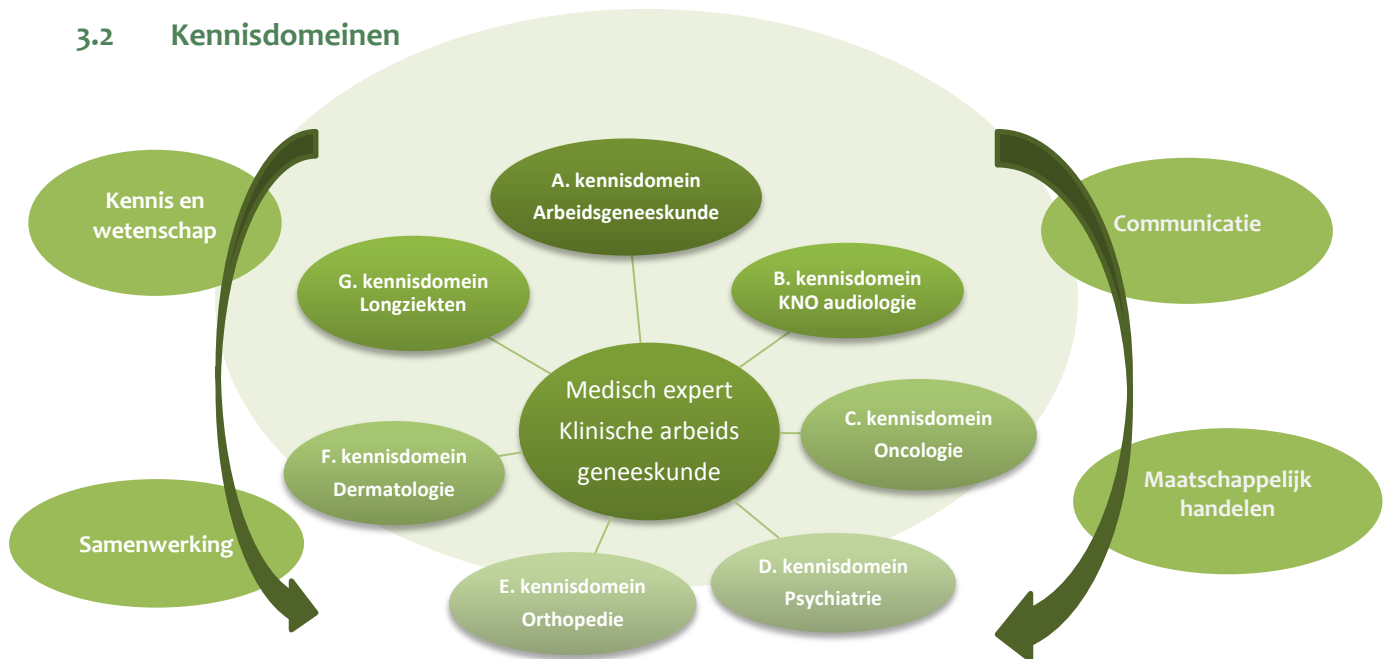 3.2 Kennisdomeinen
Kennis en
wetenschap
Samenwerking
Communicatie
Maatschappelijk
handelen
A. kennisdomein
Arbeidsgeneeskunde
B. kennisdomein
KNO audiologie
C. kennisdomein
Oncologie
D. kennisdomein
Psychiatrie
E. kennisdomein
Orthopedie
F. kennisdomein
Dermatologie
G. kennisdomein
Longziekten
Medisch expert
Klinische arbeids
geneeskunde